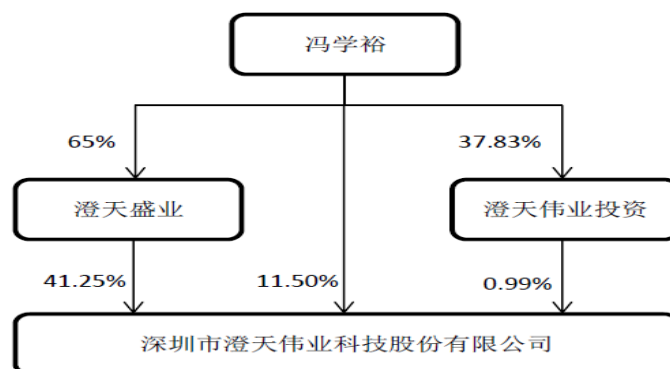 冯学裕
65%
37.83%
澄天盛业
澄天伟业投资
41.25%
11.50%
0.99%
深圳市澄天伟业科技股份有限公司